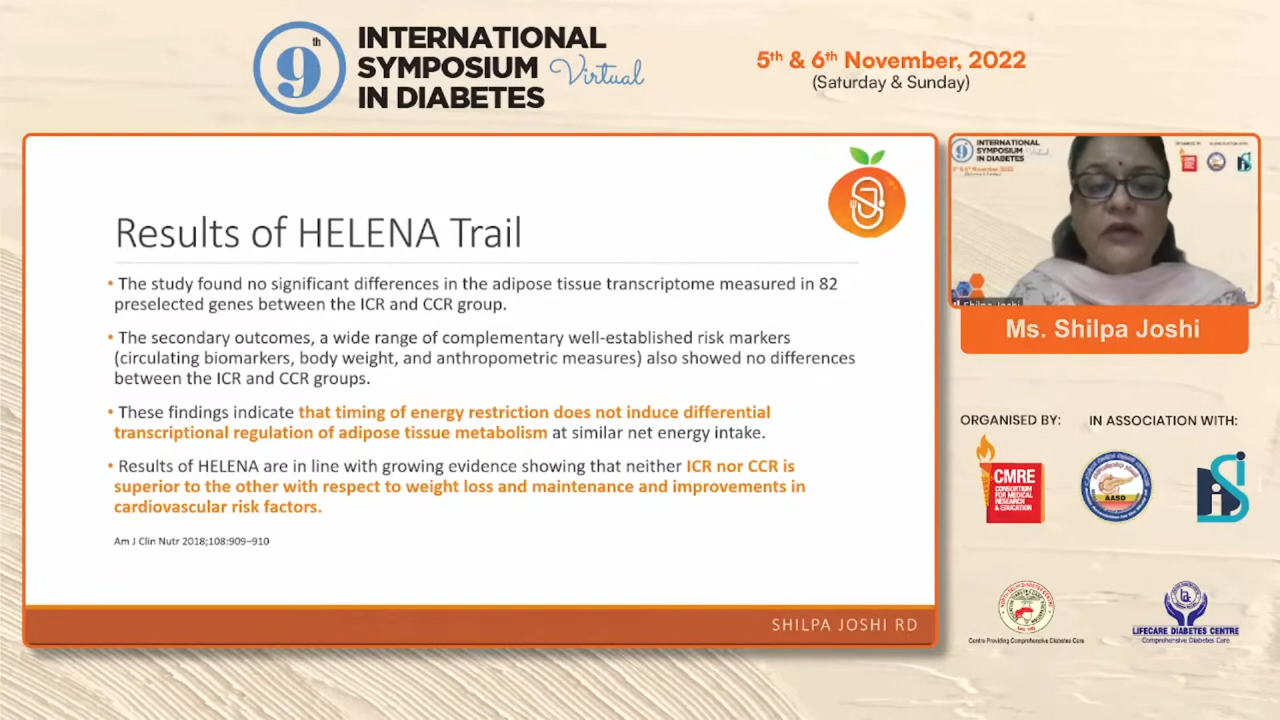 9th
INTERNATIONAL
SYMPOSIUM Virtual
IN DIABETES
5th & 6th November, 2022
(Saturday & Sunday)
Results of HELENA Trail
• The study found no significant differences in the adipose tissue transcriptome measured in 82
preselected genes between the ICR and CCR group.
• The secondary outcomes, a wide range of complementary well-established risk markers
(circulating biomarkers, body weight, and anthropometric measures) also showed no differences
between the ICR and CCR groups.
• These findings indicate that timing of energy restriction does not induce differential
transcriptional regulation of adipose tissue metabolism at similar net energy intake.
• Results of HELENA are in line with growing evidence showing that neither ICR nor CCR is
superior to the other with respect to weight loss and maintenance and improvements in
cardiovascular risk factors.
Am J Clin Nutr 2018;108:909–910
SHILPA JOSHI RD
9th
INTERNATIONAL
SYMPOSIUM Virtual
IN DIABETES
Shilpa Joshi
Ms. Shilpa Joshi
ORGANISED BY:
IN ASSOCIATION WITH:
CMRE
CONSORTIUM
FOR MEDICAL
RESEARCH
& EDUCATION
AASD
Centre Providing Comprehensive Diabetes Care
LIFECARE DIABETES CENTRE
Comprehensive Diabetes Care